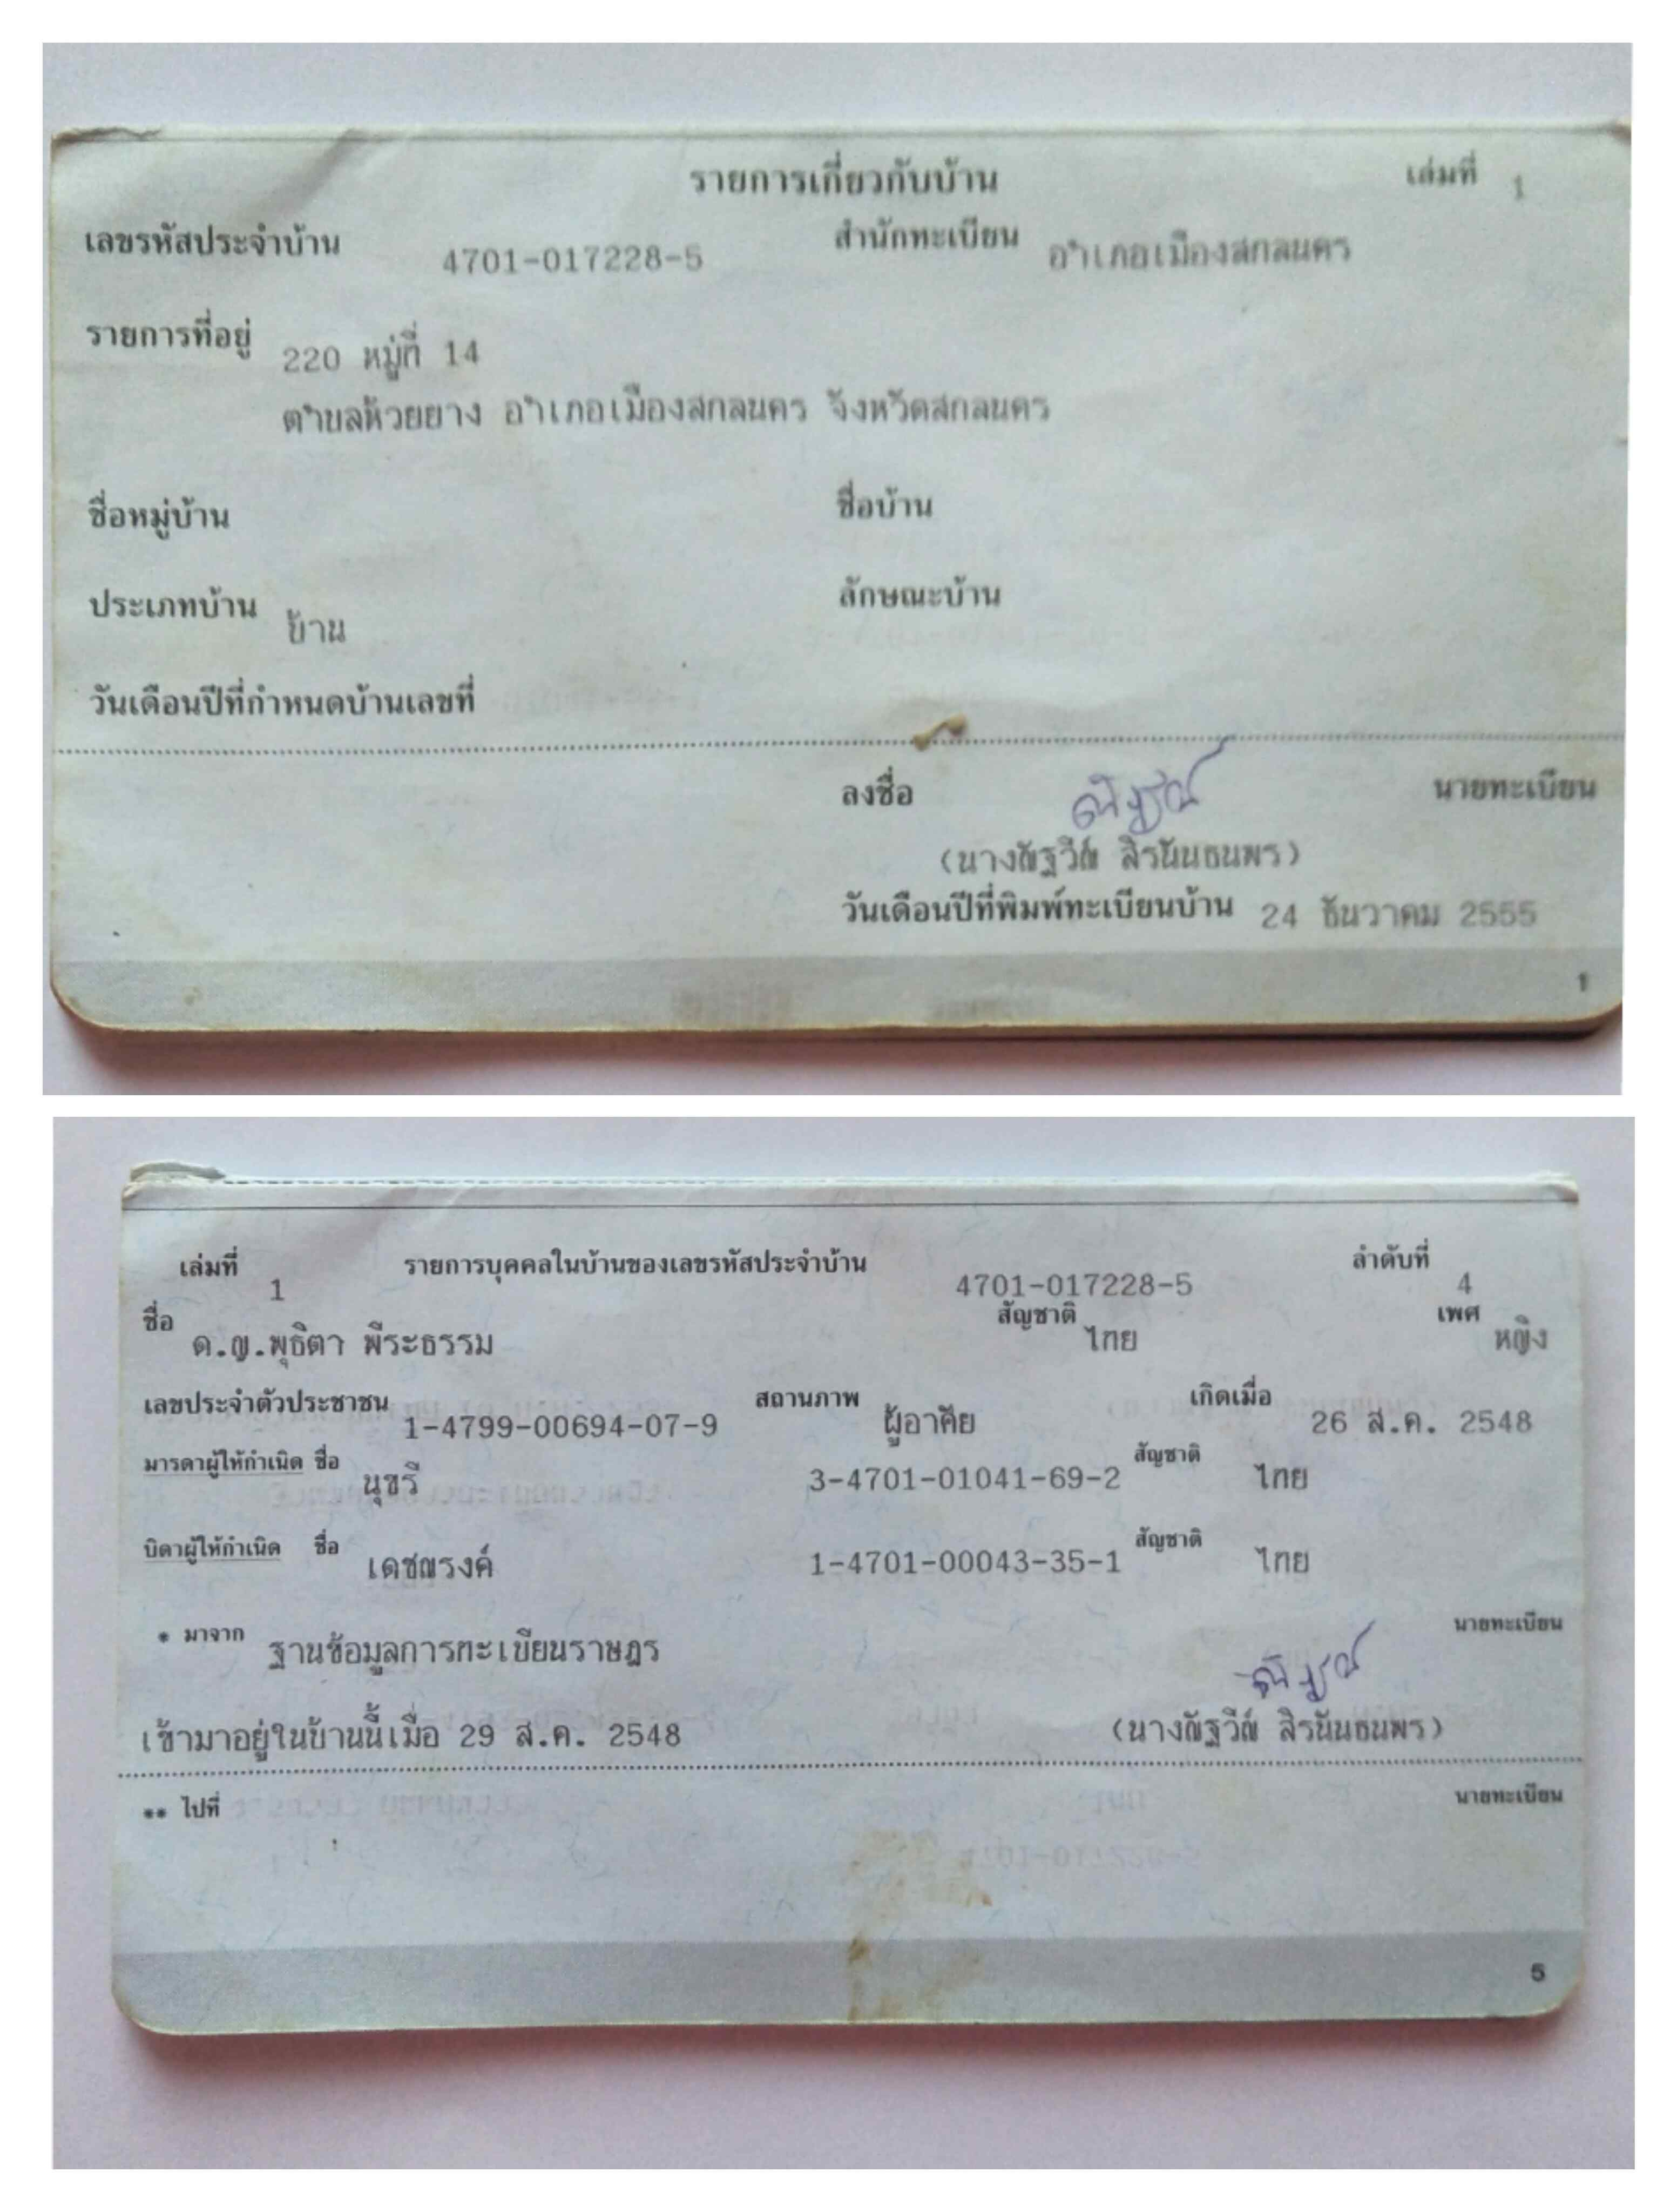 รายการเกี่ยวกับบ้าน เล่มที่ 1
เลขรหัสประจำบ้าน 4701-017228-5 สำนักทะเบียน อำเภอเมืองสกลนคร
รายการที่อยู่ 220 หมู่ที่ 14
ตำบลห้วยยาง อำเภอเมืองสกลนคร จังหวัดสกลนคร
ชื่อหมู่บ้าน ชื่อบ้าน
ประเภทบ้าน บ้าน ลักษณะบ้าน
วันเดือนปีที่กำหนดบ้านเลขที่
ลงชื่อ นายทะเบียน
(นางณัฐวีณ์ สิรนันธนพร)
วันเดือนปีที่พิมพ์ทะเบียนบ้าน 24 ธันวาคม 2555
1
เล่มที่ 1 รายการบุคคลในบ้านของเลขรหัสประจำบ้าน 4701-017228-5 ลำดับที่ 4
ชื่อ ด.ญ.พุธิตา พีระธรรม สัญชาติ ไทย เพศ หญิง
เลขประจำตัวประชาชน 1-4799-00694-07-9 สถานภาพ ผู้อาศัย เกิดเมื่อ 26 ส.ค. 2548
มารดาผู้ให้กำเนิด ชื่อ นุชรี 3-4701-01041-69-2 สัญชาติ ไทย
บิดาผู้ให้กำเนิด ชื่อ เดชณรงค์ 1-4701-00043-35-1 สัญชาติ ไทย
* มาจาก ฐานข้อมูลการทะเบียนราษฎร นายทะเบียน
เข้ามาอยู่ในบ้านนี้เมื่อ 29 ส.ค. 2548 (นางณัฐวีณ์ สิรนันธนพร)
** ไปที่ นายทะเบียน
5